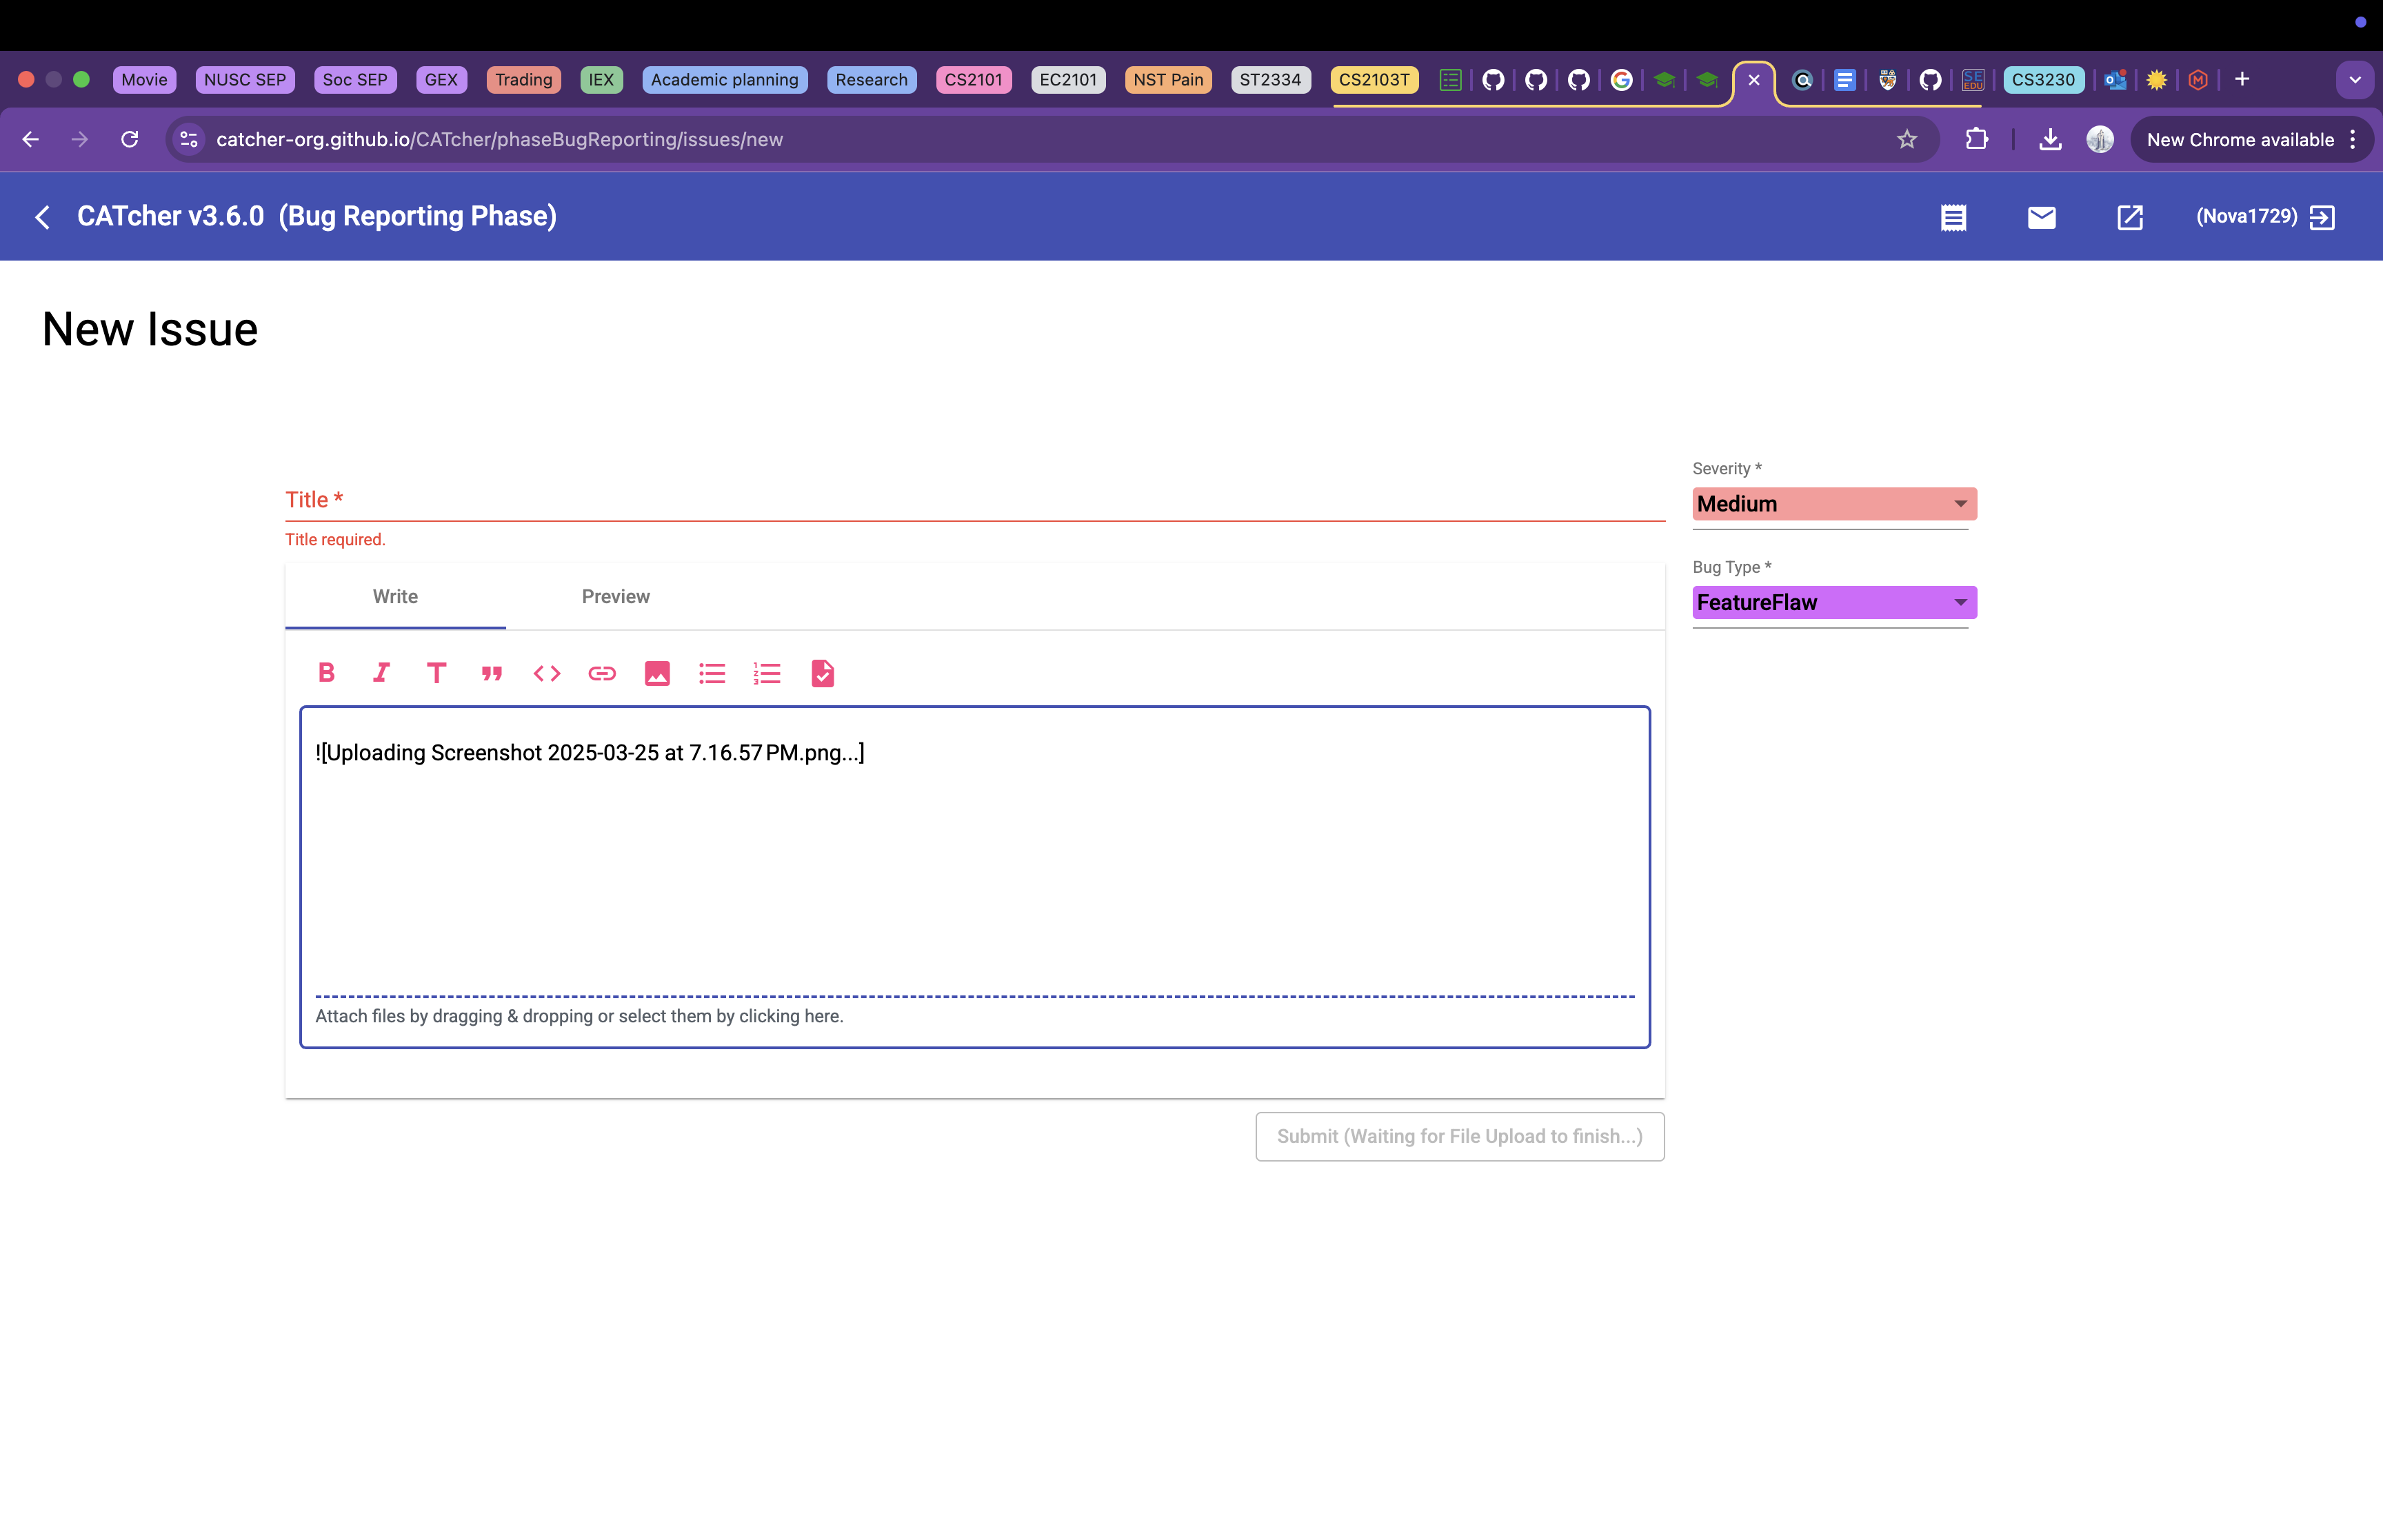 Movie NUSC SEP Soc SEP GEX Trading IEX Academic planning Research CS2101 EC2101 NST Pain ST2334 CS2103T SE EDU CS3230
catcher-org.github.io/CATcher/phaseBugReporting/issues/new New Chrome available
CATcher v3.6.0 (Bug Reporting Phase) (Nova1729)
New Issue
Severity *
Title *
Medium
Title required.
Bug Type *
Write Preview
FeatureFlaw
![Uploading Screenshot 2025-03-25 at 7.16.57 PM.png...]
Attach files by dragging & dropping or select them by clicking here.
Submit (Waiting for File Upload to finish...)